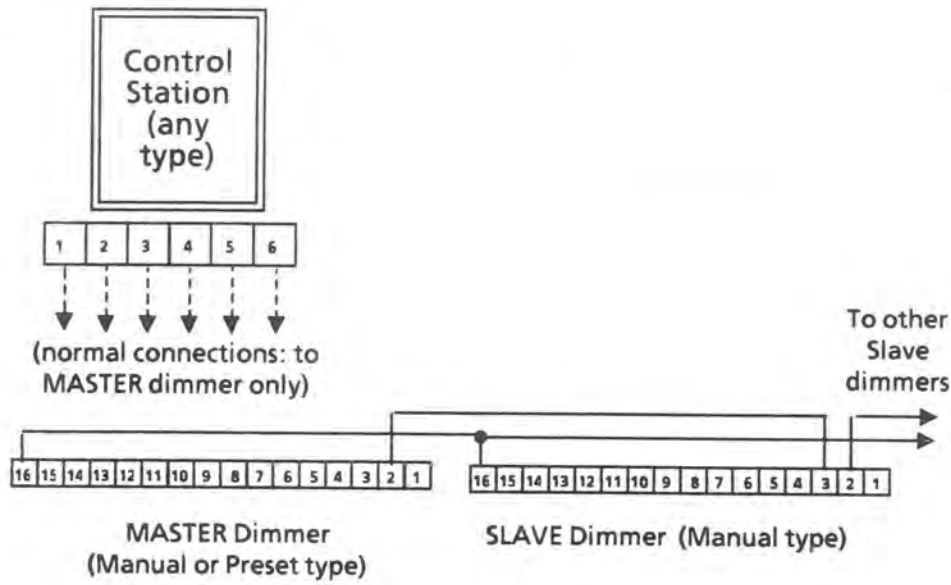 Control
Station
(any
type)
1 2 3 4 5 6
(normal connections: to
MASTER dimmer only)
To other
Slave
dimmers
16 15 14 13 12 11 10 9 8 7 6 5 4 3 2 1
16 15 14 13 12 11 10 9 8 7 6 5 4 3 2 1
MASTER Dimmer
(Manual or Preset type)
SLAVE Dimmer (Manual type)